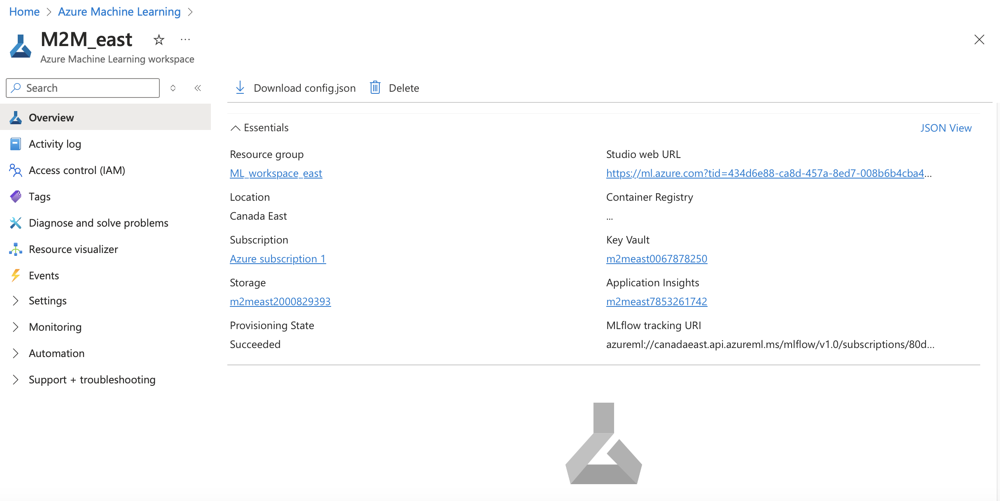 Home > Azure Machine Learning >
M2M_east
Azure Machine Learning workspace
Search
Download config.json
Delete
Overview
Activity log
Access control (IAM)
Tags
Diagnose and solve problems
Resource visualizer
Events
Settings
Monitoring
Automation
Support + troubleshooting
Essentials
JSON View
Resource group
ML_workspace_east
Location
Canada East
Subscription
Azure subscription 1
Storage
m2meast2000829393
Provisioning State
Succeeded
Studio web URL
https://ml.azure.com?tid=434d6e88-ca8d-457a-8ed7-008b6b4cba4...
Container Registry
...
Key Vault
m2meast0067878250
Application Insights
m2meast7853261742
MLflow tracking URI
azureml://canadaeast.api.azureml.ms/mlflow/v1.0/subscriptions/80d...